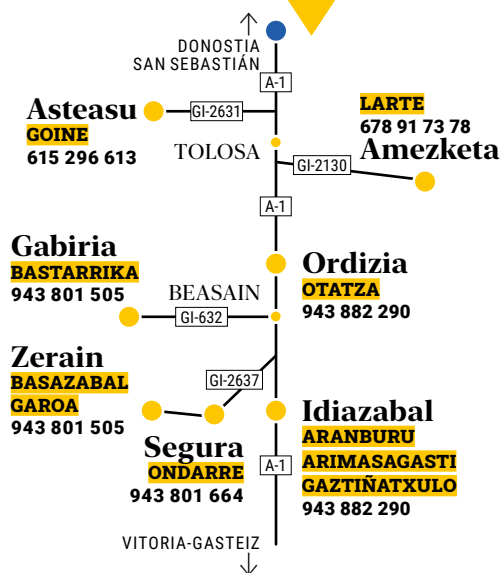 DONOSTIA
SAN SEBASTIÁN
A-1
Asteasu
GOINE
615 296 613
GI-2631
LARTE
678 91 73 78
Amezketa
TOLOSA
GI-2130
A-1
Gabiria
BASTARRIKA
943 801 505
Ordizia
OTATZA
943 882 290
BEASAIN
GI-632
Zerain
BASAZABAL
GAROA
943 801 505
GI-2637
Segura
ONDARRE
943 801 664
Idiazabal
ARANBURU
ARIMASAGASTI
GAZTIÑATXULO
943 882 290
A-1
VITORIA-GASTEIZ